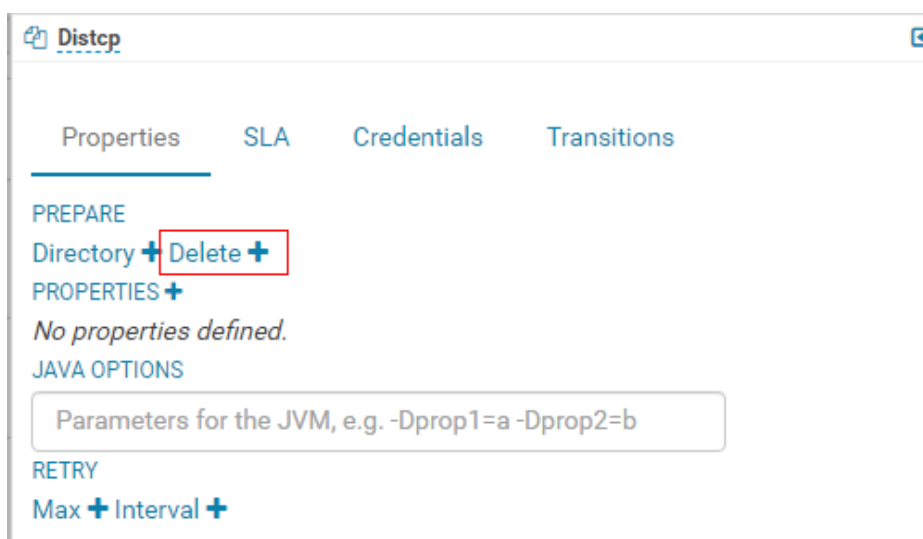 Distcp
Properties SLA Credentials Transitions
PREPARE
Directory + Delete +
PROPERTIES +
No properties defined.
JAVA OPTIONS
Parameters for the JVM, e.g. -Dprop1=a -Dprop2=b
RETRY
Max + Interval +